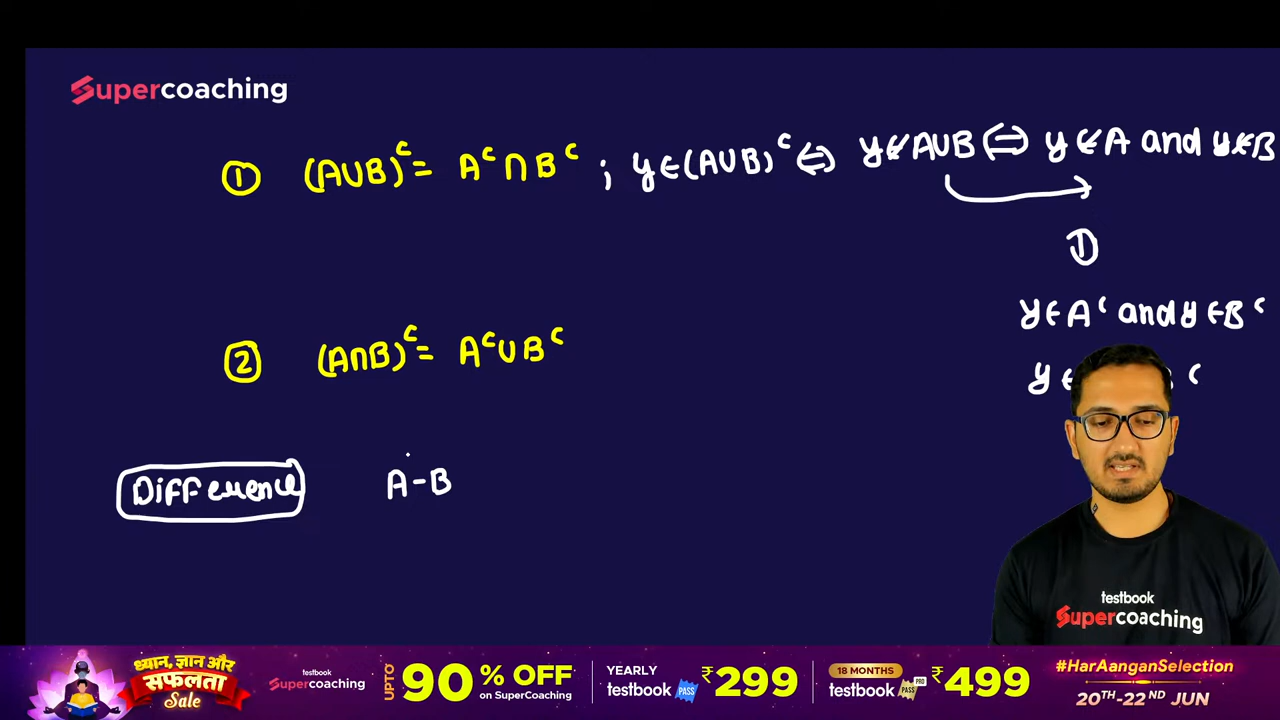 Supercoaching
① (A∪B)ᶜ = Aᶜ ∩ Bᶜ ; y∈(A∪B)ᶜ ⇔ y∉A∪B ⇔ y∉A and y∉B
y∈Aᶜ and y∈Bᶜ
② (A∩B)ᶜ = Aᶜ∪Bᶜ
y∈ ᶜ
Difference A-B
testbook
Supercoaching
ध्यान, ज्ञान और
सफलता
Sale
testbook
Supercoaching
UPTO 90 % OFF
on SuperCoaching
YEARLY
testbook PASS ₹299
18 MONTHS
testbook PASS PRO ₹499
#HarAanganSelection
20TH-22ND JUN